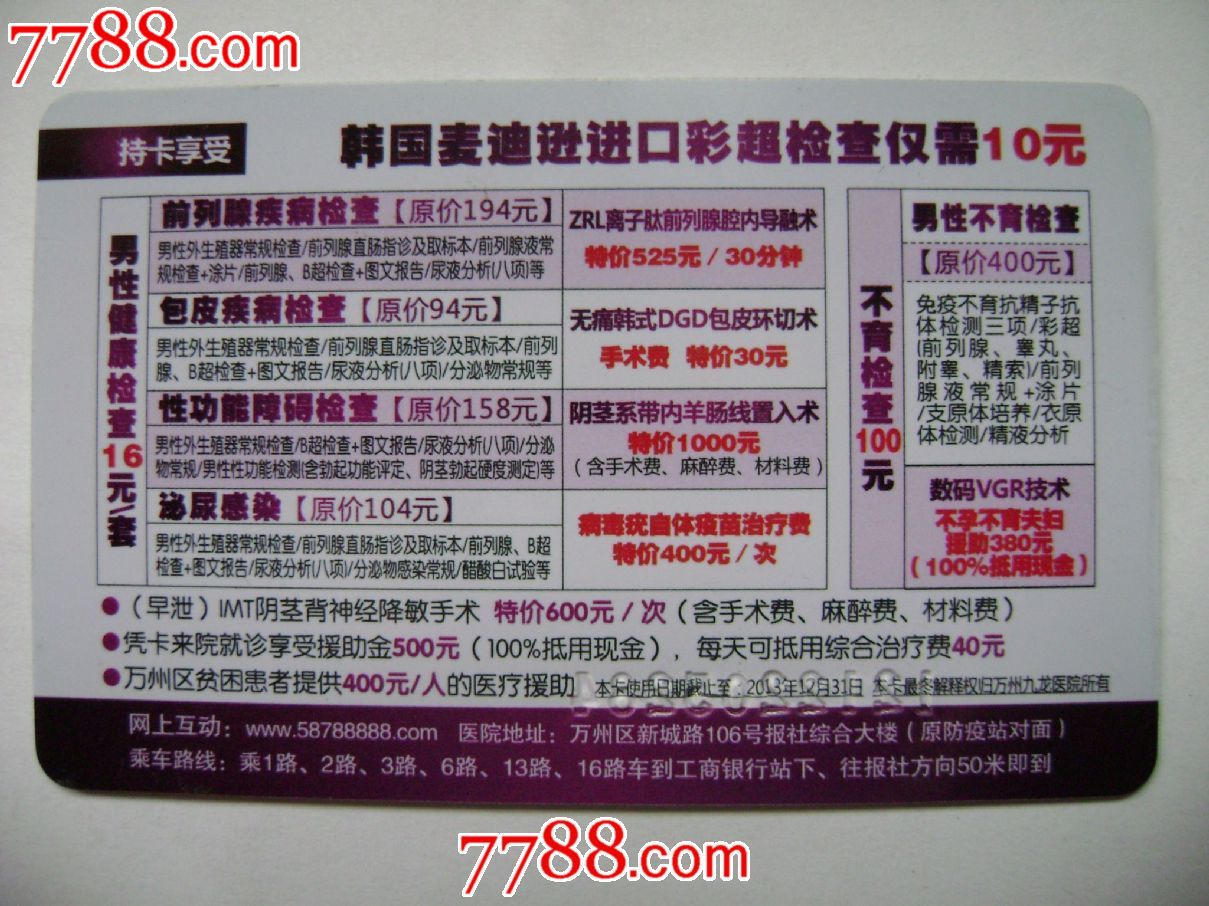 7788.com
持卡享受
韩国麦迪逊进口彩超检查仅需10元
男性健康检查16元/套
前列腺疾病检查【原价194元】
男性外生殖器常规检查/前列腺直肠指诊及取标本/前列腺液常
规检查+涂片/前列腺、B超检查+图文报告/尿液分析(八项)等
包皮疾病检查【原价94元】
男性外生殖器常规检查/前列腺直肠指诊及取标本/前列
腺、B超检查+图文报告/尿液分析(八项)/分泌物常规等
性功能障碍检查【原价158元】
男性外生殖器常规检查/B超检查+图文报告/尿液分析(八项)/分泌
物常规/男性性功能检测(含勃起功能评定、阴茎勃起硬度测定)等
泌尿感染【原价104元】
男性外生殖器常规检查/前列腺直肠指诊及取标本/前列腺、B超
检查+图文报告/尿液分析(八项)/分泌物感染常规/醋酸白试验等
ZRL离子肽前列腺腔内导融术
特价525元 / 30分钟
无痛韩式DGD包皮环切术
手术费 特价30元
阴茎系带内羊肠线置入术
特价1000元
(含手术费、麻醉费、材料费)
病毒疣自体疫苗治疗费
特价400元 / 次
不育检查100元
男性不育检查
【原价400元】
免疫不育抗精子抗
体检测三项/彩超
(前列腺、睾丸、
附睾、精索)/前列
腺液常规+涂片
/支原体培养/衣原
体检测/精液分析
数码VGR技术
不孕不育夫妇
援助380元
(100%抵用现金)
●(早泄)IMT阴茎背神经降敏手术 特价600元 / 次(含手术费、麻醉费、材料费)
●凭卡来院就诊享受援助金500元(100%抵用现金),每天可抵用综合治疗费40元
●万州区贫困患者提供400元/人的医疗援助 本卡使用日期截止至:2013年12月31日 本卡最终解释权归万州九龙医院所有
网上互动:www.58788888.com 医院地址:万州区新城路106号报社综合大楼(原防疫站对面)
乘车路线:乘1路、2路、3路、6路、13路、16路车到工商银行站下、往报社方向50米即到
7788.com